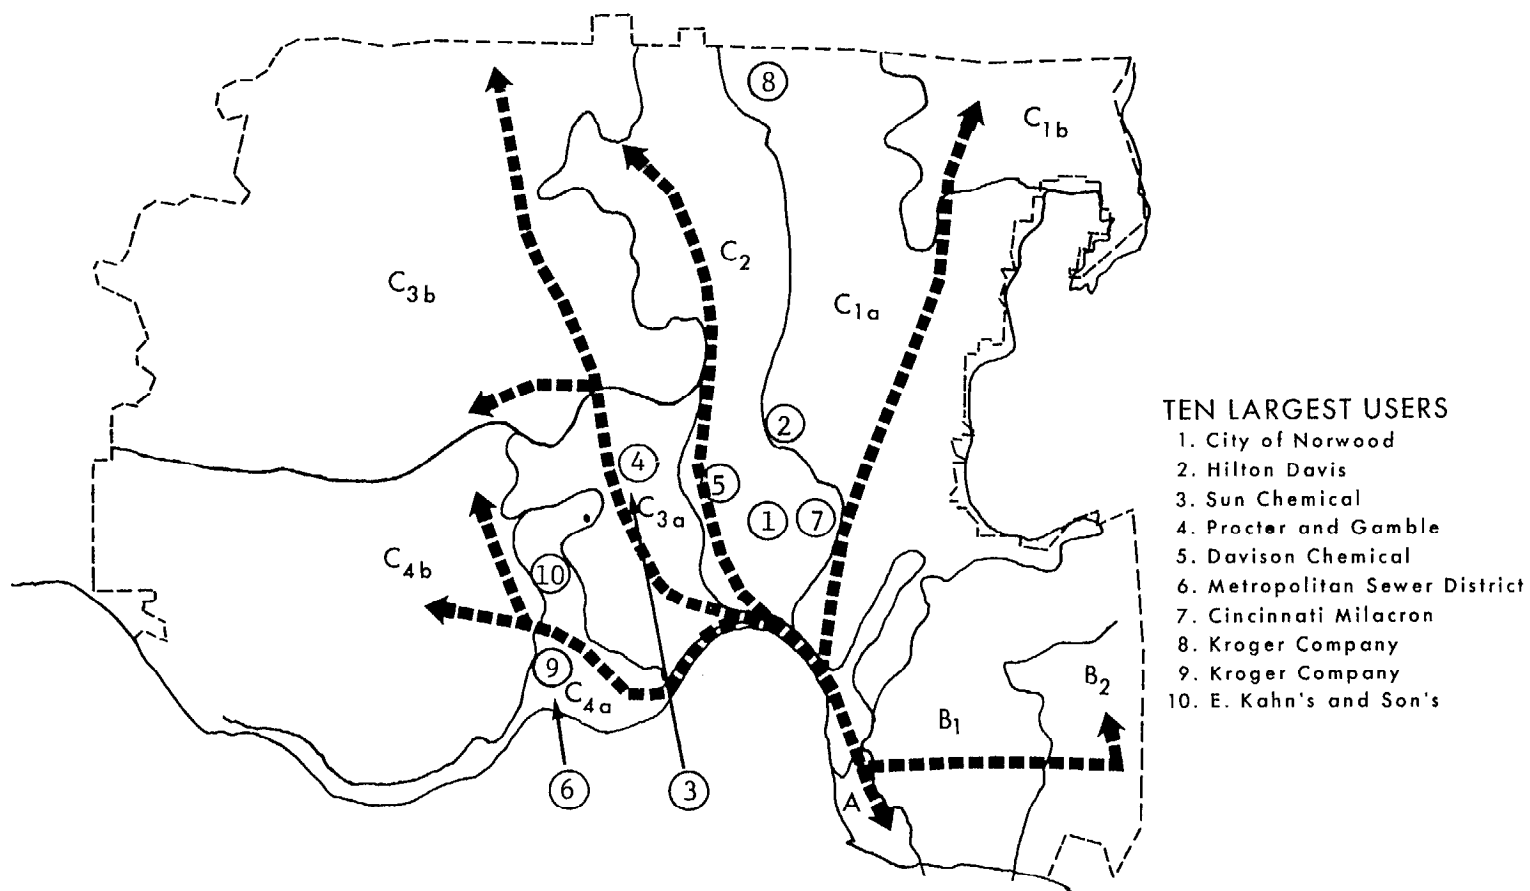 8
C1b
C2
C3b
C1a
2
4
5
C3a
1
7
C4b
10
9
C4a
B2
B1
6
3
A
TEN LARGEST USERS
1. City of Norwood
2. Hilton Davis
3. Sun Chemical
4. Procter and Gamble
5. Davison Chemical
6. Metropolitan Sewer District
7. Cincinnati Milacron
8. Kroger Company
9. Kroger Company
10. E. Kahn's and Son's